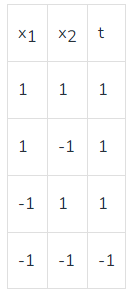 x₁ x₂ t
1 1 1
1 -1 1
-1 1 1
-1 -1 -1